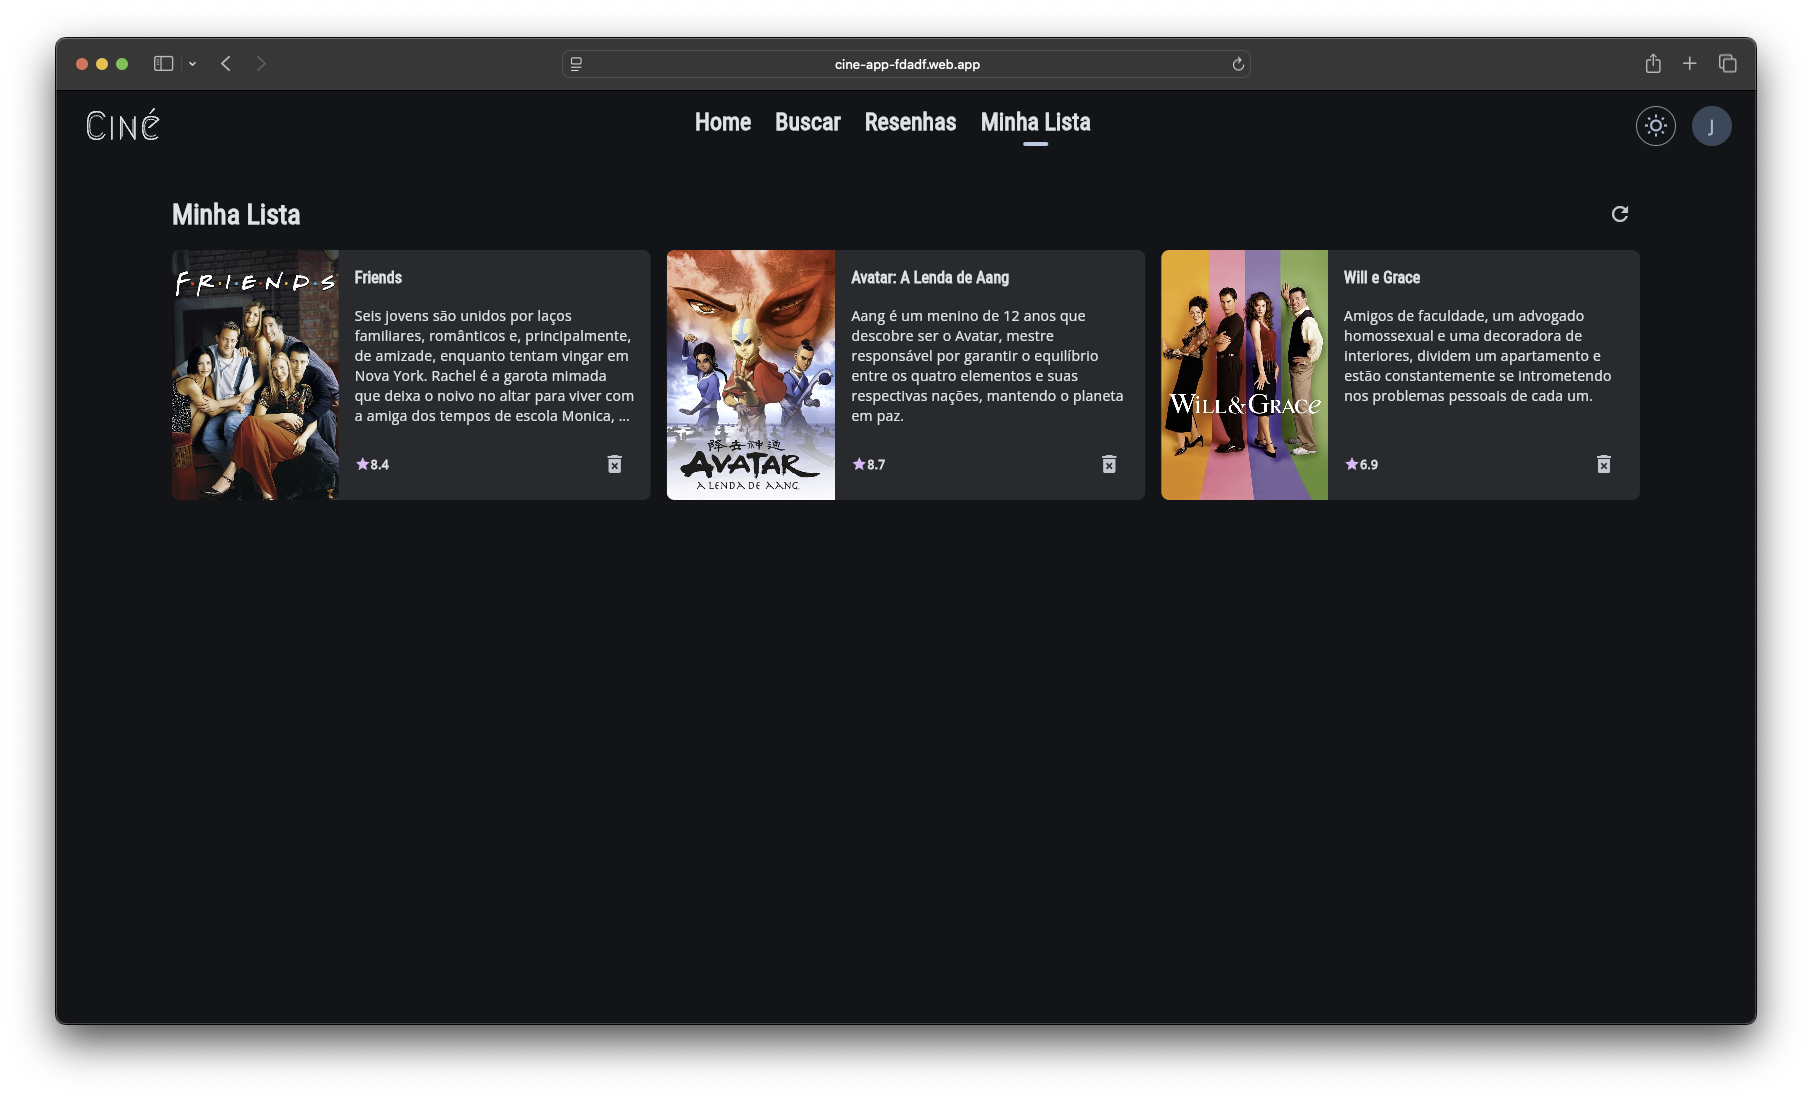 cine-app-fdadf.web.app
Ciné
Home Buscar Resenhas Minha Lista
J
Minha Lista
F·R·I·E·N·D·S
Friends
Seis jovens são unidos por laços
familiares, românticos e, principalmente,
de amizade, enquanto tentam vingar em
Nova York. Rachel é a garota mimada
que deixa o noivo no altar para viver com
a amiga dos tempos de escola Monica, ...
8.4
降去神通
AVATAR
A LENDA DE AANG
Avatar: A Lenda de Aang
Aang é um menino de 12 anos que
descobre ser o Avatar, mestre
responsável por garantir o equilíbrio
entre os quatro elementos e suas
respectivas nações, mantendo o planeta
em paz.
8.7
WILL & GRACE
Will e Grace
Amigos de faculdade, um advogado
homossexual e uma decoradora de
interiores, dividem um apartamento e
estão constantemente se intrometendo
nos problemas pessoais de cada um.
6.9